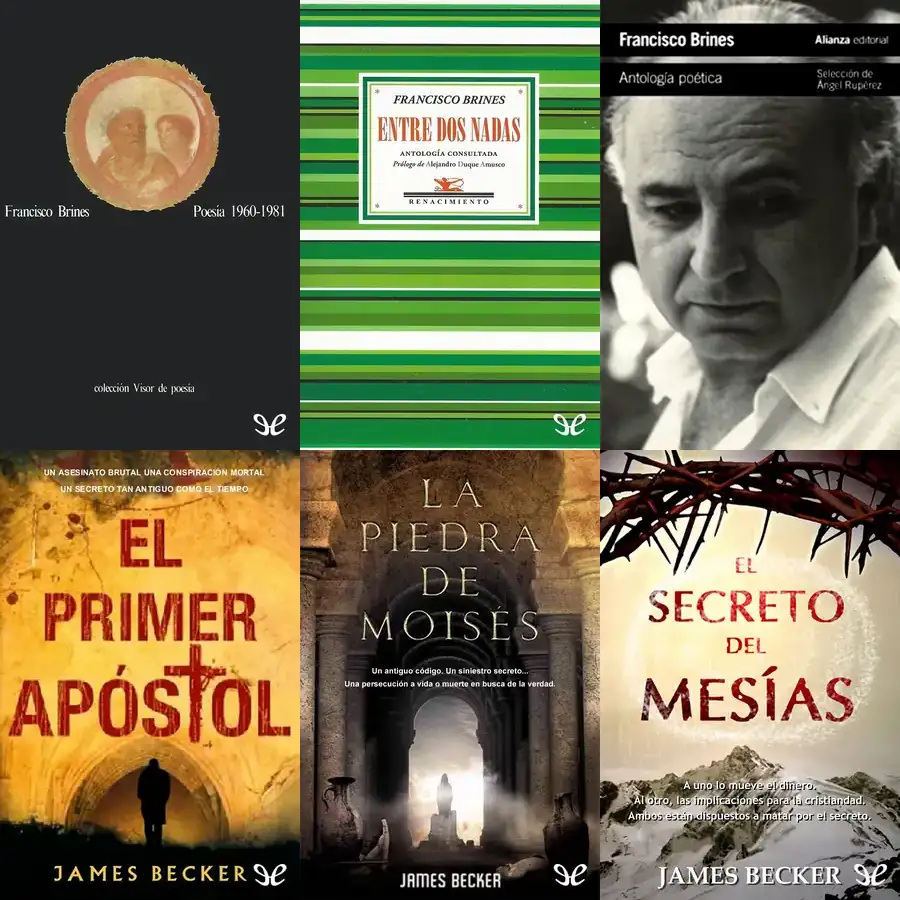 Francisco Brines
Poesía 1960-1981
colección Visor de poesía
FRANCISCO BRINES
ENTRE DOS NADAS
ANTOLOGÍA CONSULTADA
Prólogo de Alejandro Duque Amusco
RENACIMIENTO
Francisco Brines
Alianza editorial
Antología poética
Selección de
Ángel Rupérez
UN ASESINATO BRUTAL UNA CONSPIRACIÓN MORTAL
UN SECRETO TAN ANTIGUO COMO EL TIEMPO
EL
PRIMER
APÓSTOL
JAMES BECKER
LA
PIEDRA
DE
MOISÉS
Un antiguo código. Un siniestro secreto...
Una persecución a vida o muerte en busca de la verdad.
JAMES BECKER
EL
SECRETO
DEL
MESÍAS
A uno lo mueve el dinero.
Al otro, las implicaciones para la cristiandad.
Ambos están dispuestos a matar por el secreto.
JAMES BECKER